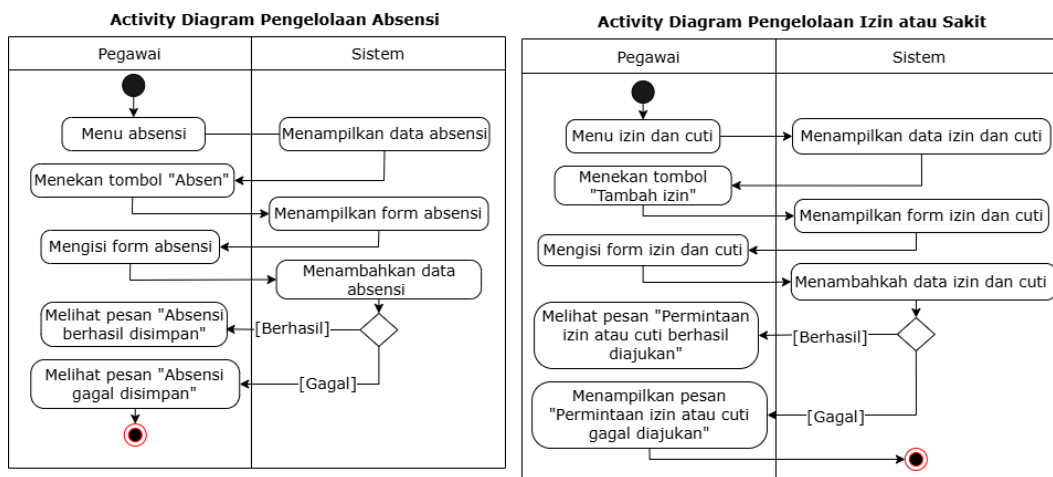 Activity Diagram Pengelolaan Absensi
Pegawai
Sistem
Menu absensi
Menampilkan data absensi
Menekan tombol "Absen"
Menampilkan form absensi
Mengisi form absensi
Menambahkan data
absensi
Melihat pesan "Absensi
berhasil disimpan"
[Berhasil]
Melihat pesan "Absensi
gagal disimpan"
[Gagal]
Activity Diagram Pengelolaan Izin atau Sakit
Pegawai
Sistem
Menu izin dan cuti
Menampilkan data izin dan cuti
Menekan tombol
"Tambah izin"
Menampilkan form izin dan cuti
Mengisi form izin dan cuti
Menambahkah data izin dan cuti
Melihat pesan "Permintaan
izin atau cuti berhasil
diajukan"
[Berhasil]
Menampilkan pesan
"Permintaan izin atau cuti
gagal diajukan"
[Gagal]